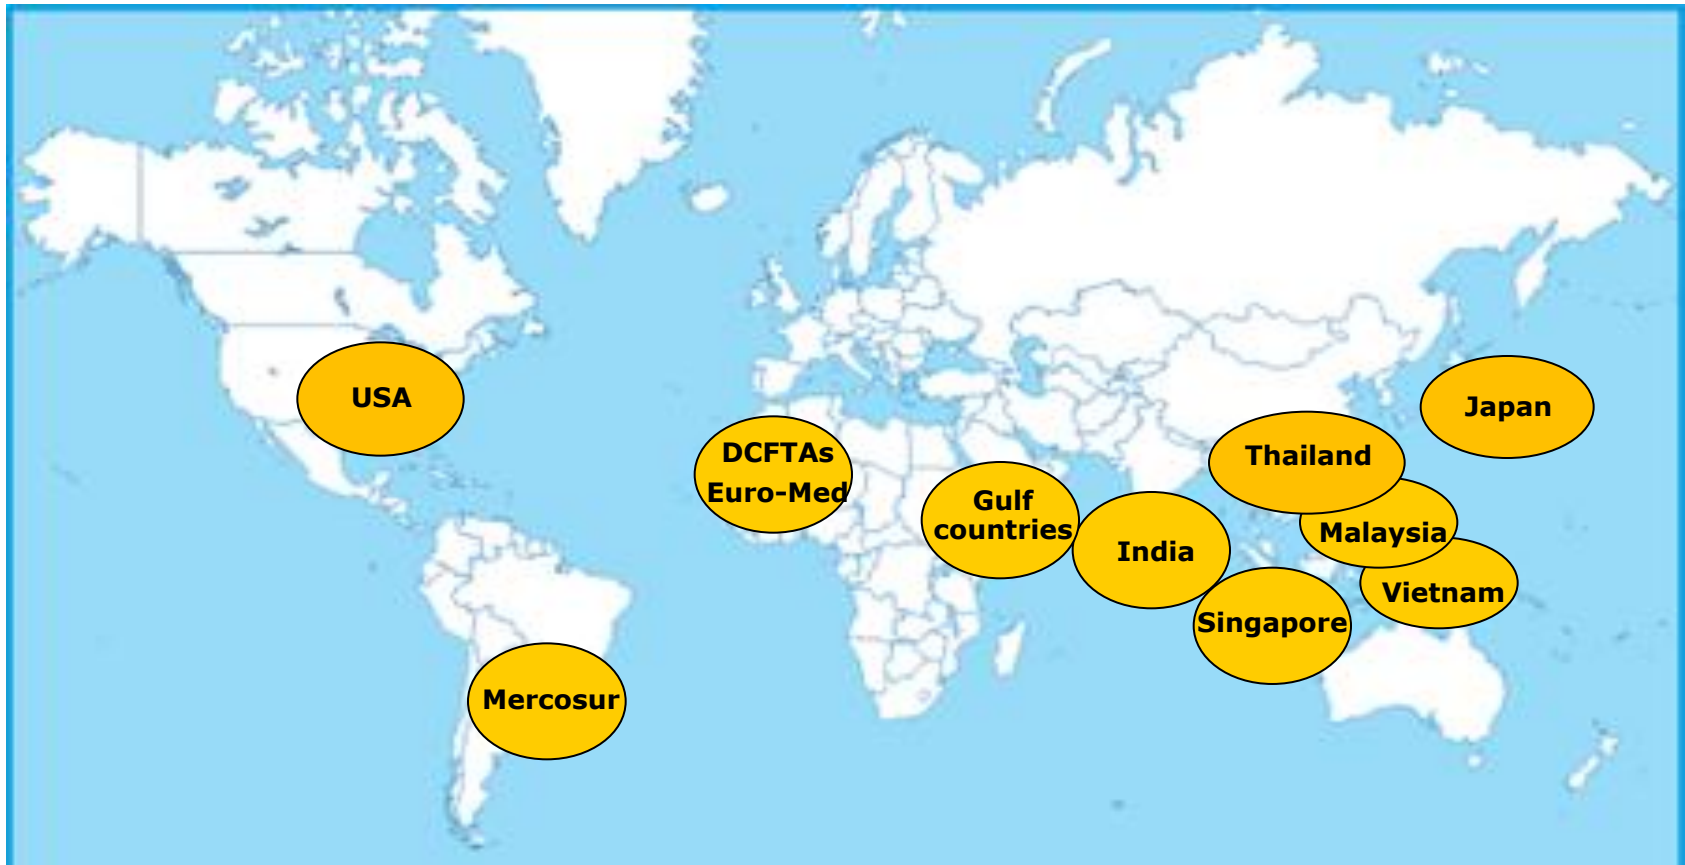 USA
Japan
DCFTAs
Euro-Med
Thailand
Gulf
countries
Malaysia
India
Vietnam
Singapore
Mercosur